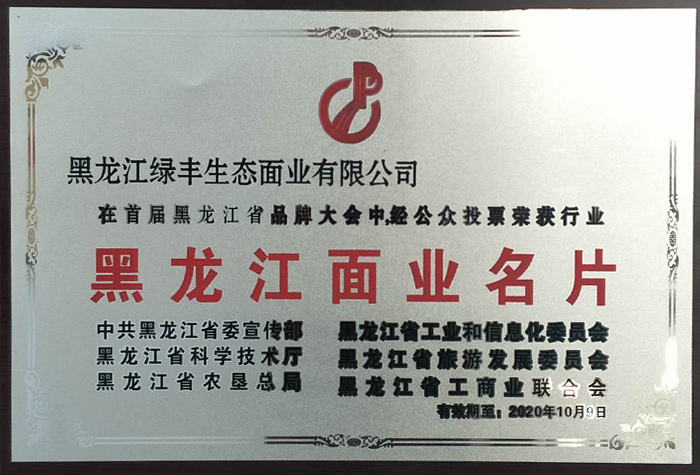 黑龙江绿丰生态面业有限公司
在首届黑龙江省品牌大会中,经公众投票荣获行业
黑龙江面业名片
中共黑龙江省委宣传部 黑龙江省工业和信息化委员会
黑龙江省科学技术厅 黑龙江省旅游发展委员会
黑龙江省农垦总局 黑龙江省工商业联合会
有效期至：2020年10月9日